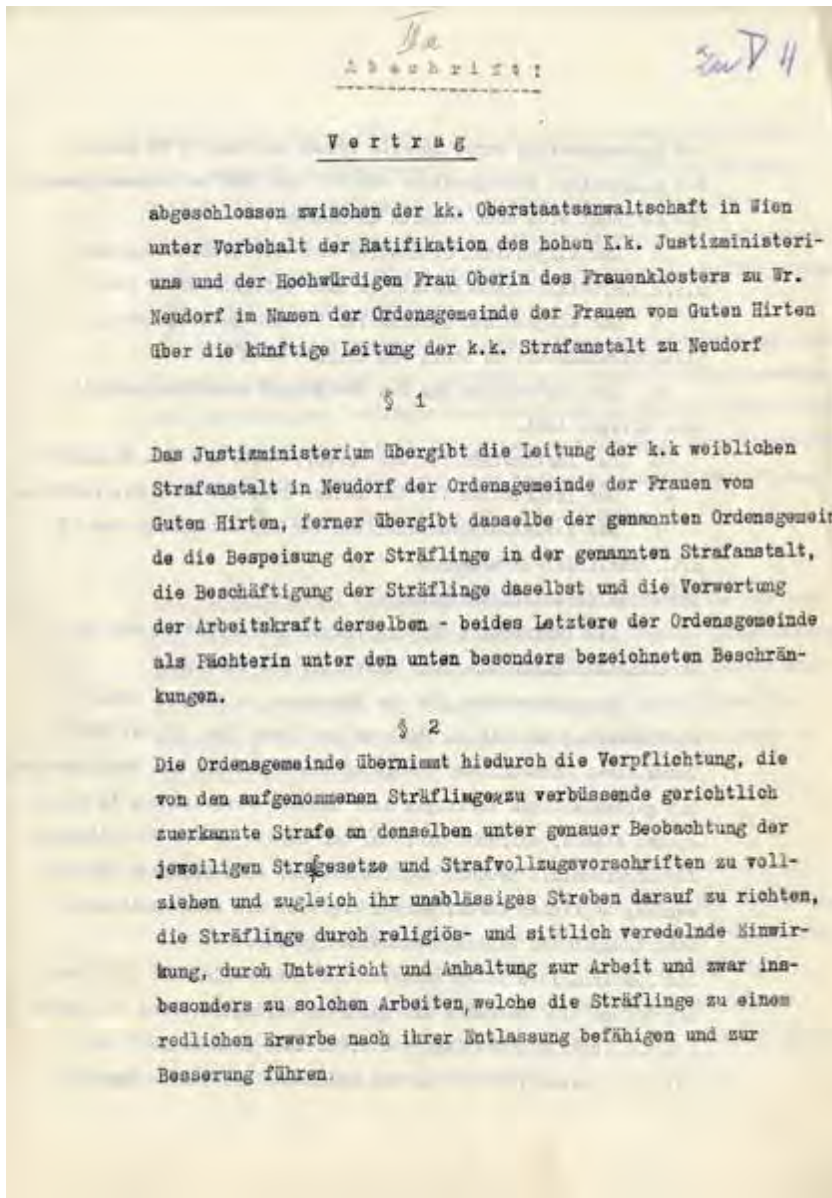 IIa
Abschrift!
Vertrag
abgeschlossen zwischen der kk. Oberstaatsanwaltschaft in Wien
unter Vorbehalt der Ratifikation des hohen K.k. Justizministeri-
ums und der Hochwürdigen Frau Oberin des Frauenklosters zu Wr.
Neudorf im Namen der Ordensgemeinde der Frauen vom Guten Hirten
über die künftige Leitung der k.k. Strafanstalt zu Neudorf
§ 1
Das Justizministerium übergibt die Leitung der k.k weiblichen
Strafanstalt in Neudorf der Ordensgemeinde der Frauen vom
Guten Hirten, ferner übergibt dasselbe der genannten Ordensgemein
de die Bespeisung der Sträflinge in der genannten Strafanstalt,
die Beschäftigung der Sträflinge daselbst und die Verwertung
der Arbeitskraft derselben - beides Letztere der Ordensgemeinde
als Pächterin unter den unten besonders bezeichneten Beschrän-
kungen.
§ 2
Die Ordensgemeinde übernimmt hiedurch die Verpflichtung, die
von den aufgenommenen Sträflingen zu verbüssende gerichtlich
zuerkannte Strafe an denselben unter genauer Beobachtung der
jeweiligen Strafgesetze und Strafvollzugsvorschriften zu voll-
ziehen und zugleich ihr unablässiges Streben darauf zu richten,
die Sträflinge durch religiös- und sittlich veredelnde Einwir-
kung, durch Unterricht und Anhaltung zur Arbeit und zwar ins-
besonders zu solchen Arbeiten, welche die Sträflinge zu einem
redlichen Erwerbe nach ihrer Entlassung befähigen und zur
Besserung führen.